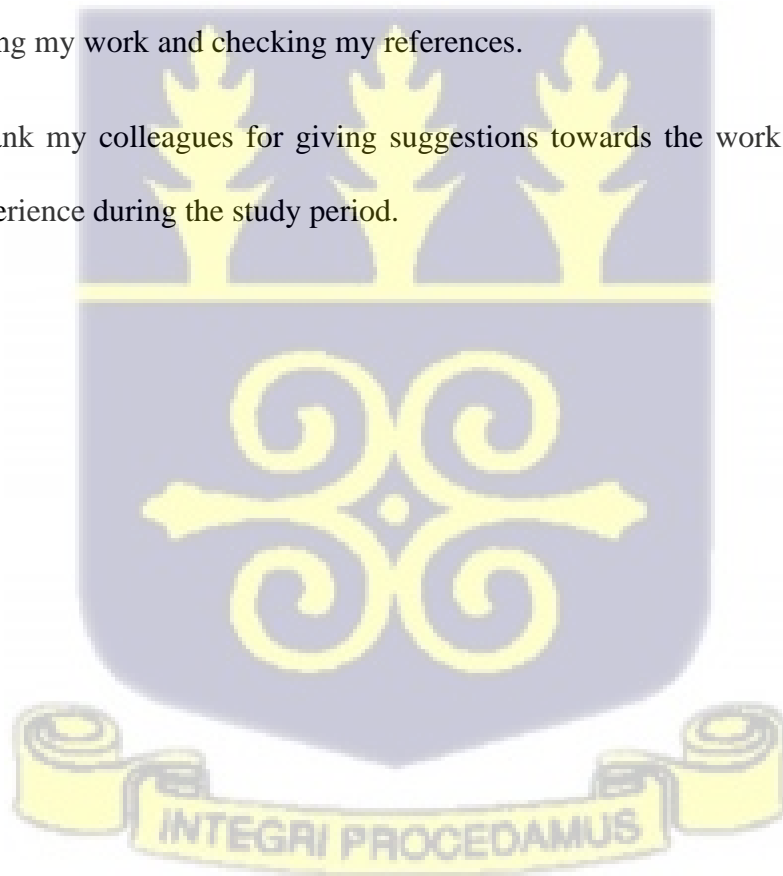 ng my work and checking my references.
nk my colleagues for giving suggestions towards the work
erience during the study period.
INTEGRI PROCEDAMUS